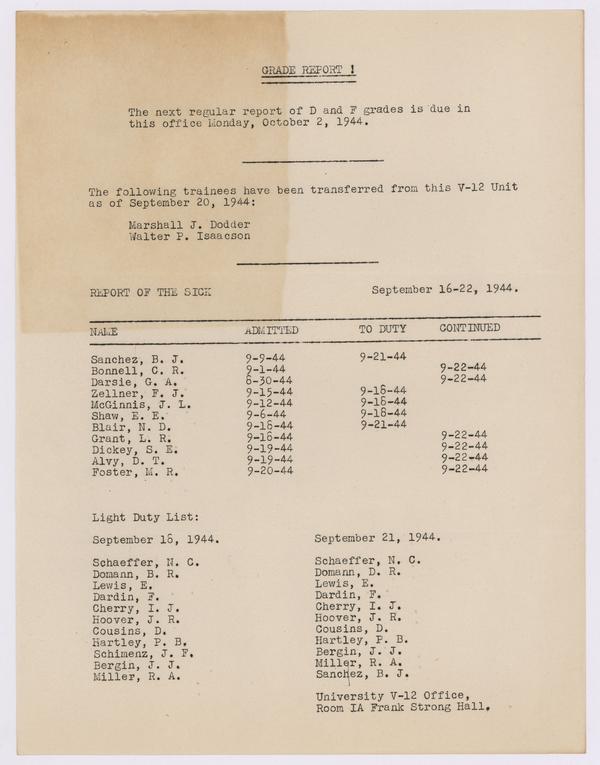 GRADE REPORT !
The next regular report of D and F grades is due in
this office Monday, October 2, 1944.
The following trainees have been transferred from this V-12 Unit
as of September 20, 1944:
Marshall J. Dodder
Walter P. Isaacson
REPORT OF THE SICK September 16-22, 1944.
NAME ADMITTED TO DUTY CONTINUED
Sanchez, B. J. 9-9-44 9-21-44
Bonnell, C. R. 9-1-44 9-22-44
Darsie, G. A. 8-30-44 9-22-44
Zellner, F. J. 9-15-44 9-18-44
McGinnis, J. L. 9-12-44 9-18-44
Shaw, E. E. 9-6-44 9-18-44
Blair, N. D. 9-18-44 9-21-44
Grant, L. R. 9-18-44 9-22-44
Dickey, S. E. 9-19-44 9-22-44
Alvy, D. T. 9-19-44 9-22-44
Foster, M. R. 9-20-44 9-22-44
Light Duty List:
September 18, 1944.
Schaeffer, N. C.
Domann, B. R.
Lewis, E.
Dardin, F.
Cherry, I. J.
Hoover, J. R.
Cousins, D.
Hartley, P. B.
Schimenz, J. F.
Bergin, J. J.
Miller, R. A.
September 21, 1944.
Schaeffer, N. C.
Domann, D. R.
Lewis, E.
Dardin, F.
Cherry, I. J.
Hoover, J. R.
Cousins, D.
Hartley, P. B.
Bergin, J. J.
Miller, R. A.
Sanchez, B. J.
University V-12 Office,
Room 1A Frank Strong Hall.